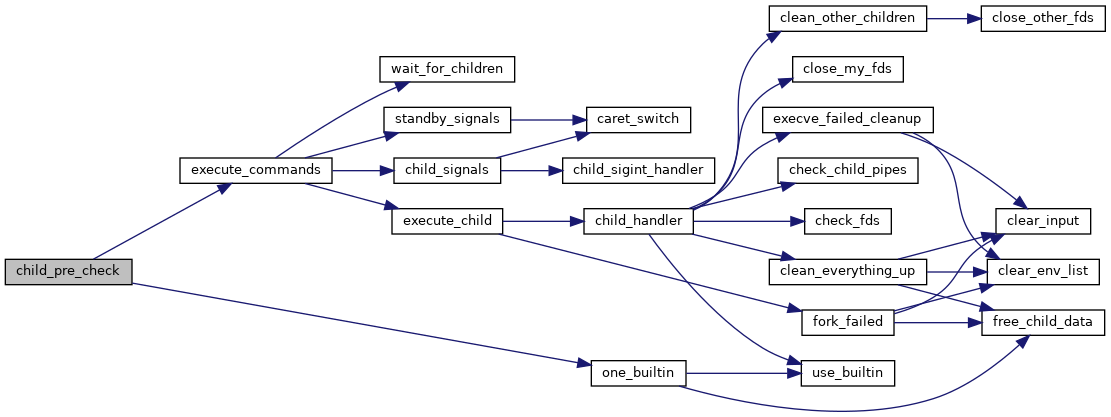 clean_other_children
close_other_fds
wait_for_children
close_my_fds
standby_signals
caret_switch
execve_failed_cleanup
execute_commands
child_signals
child_sigint_handler
check_child_pipes
execute_child
child_handler
check_fds
clear_input
child_pre_check
clean_everything_up
clear_env_list
fork_failed
free_child_data
one_builtin
use_builtin